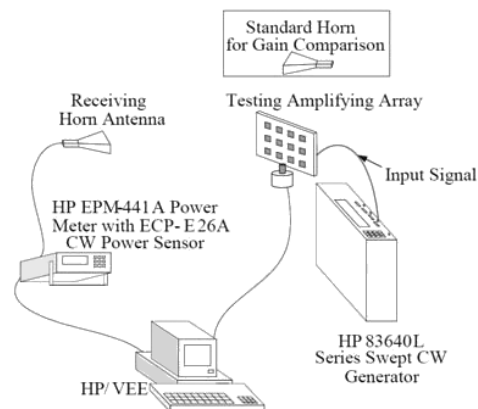 Standard Horn
for Gain Comparison
Receiving
Horn Antenna
Testing Amplifying Array
Input Signal
HP EPM-441A Power
Meter with ECP-E26A
CW Power Sensor
HP 83640L
Series Swept CW
Generator
HP/VEE